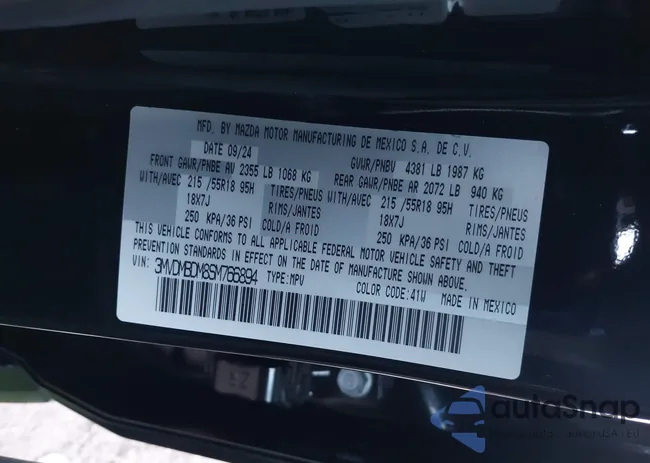 MFD. BY MAZDA MOTOR MANUFACTURING DE MEXICO S.A. DE C.V.
DATE 09/24 GVWR/PNBV 4381 LB 1987 KG
FRONT GAWR/PNBE AV 2355 LB 1068 KG REAR GAWR/PNBE AR 2072 LB 940 KG
WITH/AVEC 215 /55R18 95H TIRES/PNEUS WITH/AVEC 215 /55R18 95H TIRES/PNEUS
18X7J RIMS/JANTES 18X7J RIMS/JANTES
250 KPA/36 PSI COLD/A FROID 250 KPA/36 PSI COLD/A FROID
THIS VEHICLE CONFORMS TO ALL APPLICABLE FEDERAL MOTOR VEHICLE SAFETY AND THEFT
PREVENTION STANDARDS IN EFFECT ON THE DATE OF MANUFACTURE SHOWN ABOVE.
VIN: 3MVDMBDM8SM766894 TYPE:MPV COLOR CODE:41W MADE IN MEXICO
autoSnap